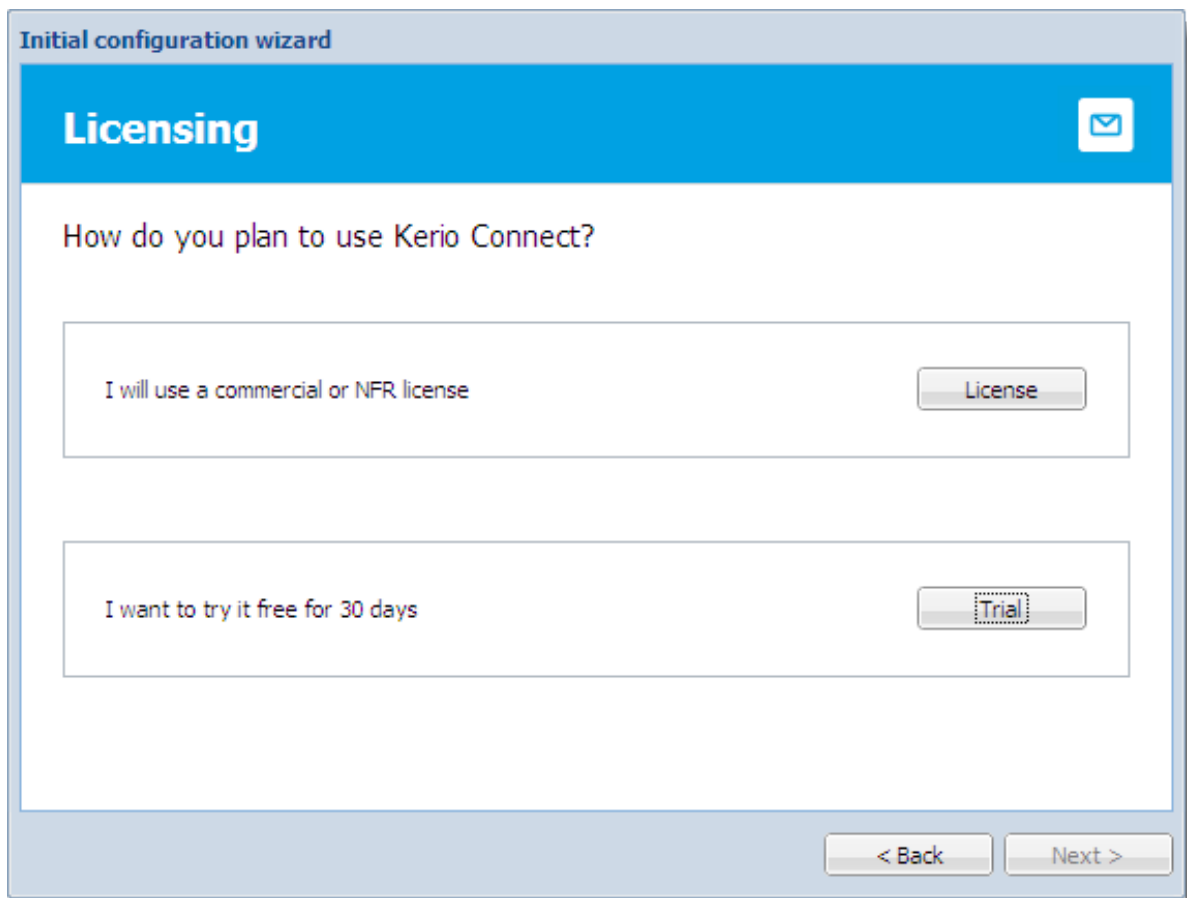 Initial configuration wizard
Licensing
How do you plan to use Kerio Connect?
I will use a commercial or NFR license
License
I want to try it free for 30 days
Trial
< Back
Next >